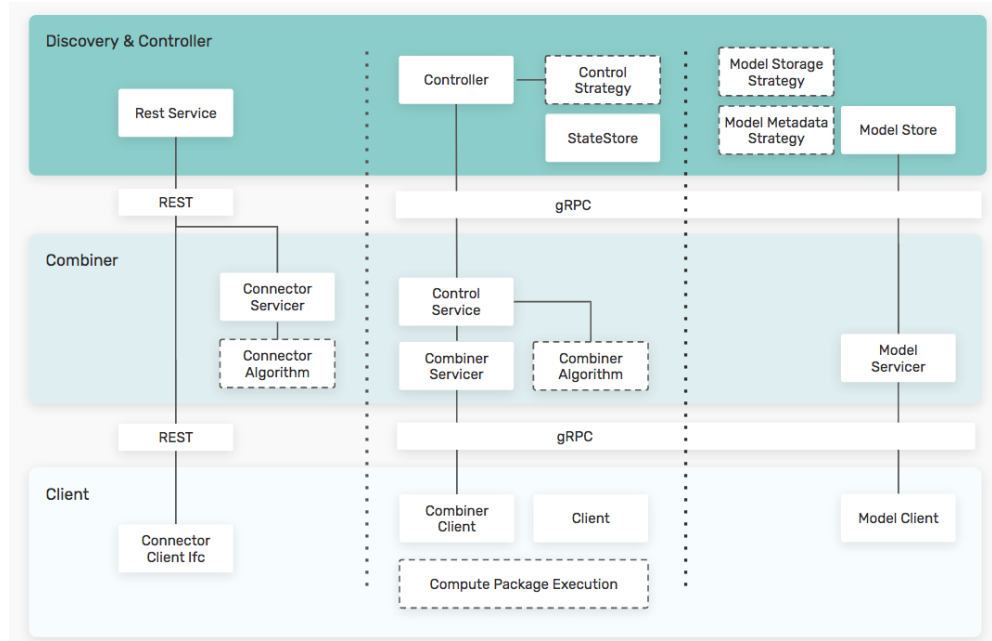 Discovery & Controller
Rest Service
Controller
Control
Strategy
StateStore
Model Storage
Strategy
Model Metadata
Strategy
Model Store
REST
gRPC
Combiner
Connector
Servicer
Connector
Algorithm
Control
Service
Combiner
Servicer
Combiner
Algorithm
Model
Servicer
REST
gRPC
Client
Connector
Client Ifc
Combiner
Client
Client
Compute Package Execution
Model Client